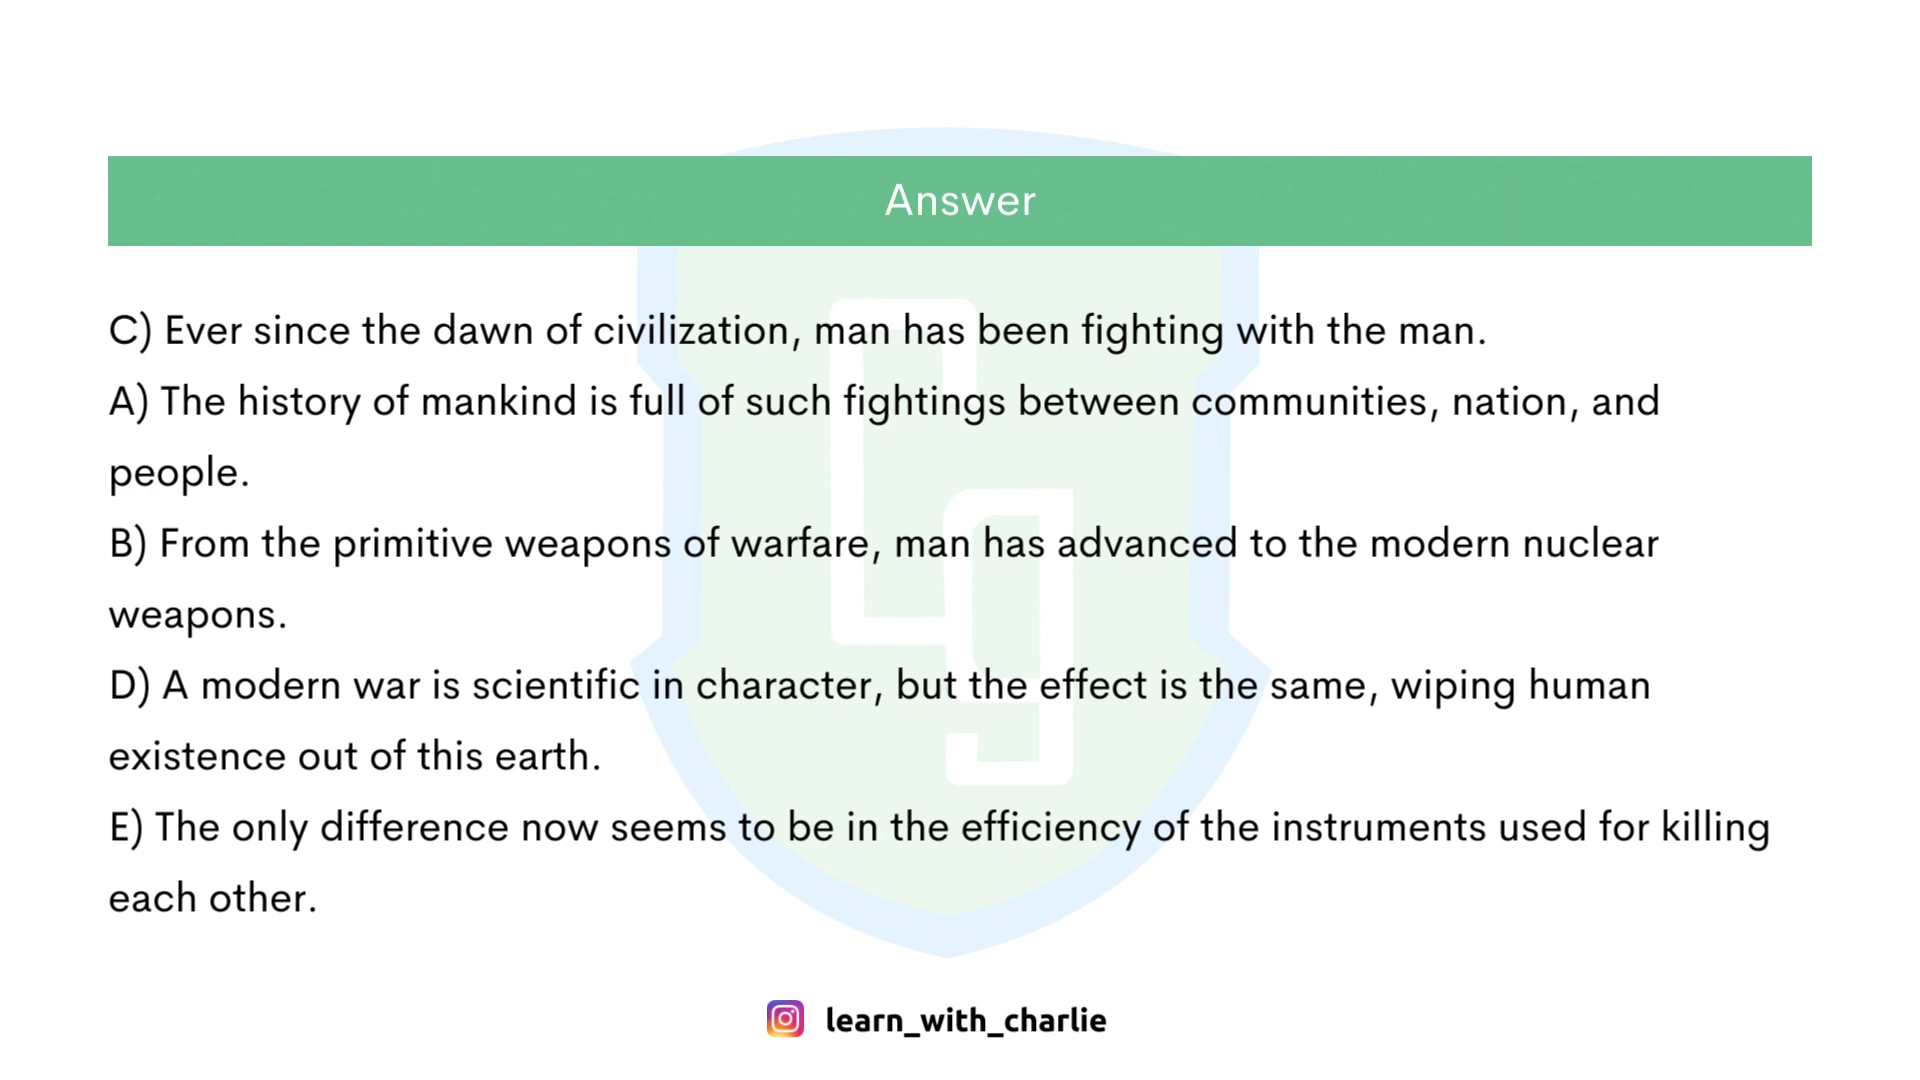 Answer
C) Ever since the dawn of civilization, man has been fighting with the man.
A) The history of mankind is full of such fightings between communities, nation, and
people.
B) From the primitive weapons of warfare, man has advanced to the modern nuclear
weapons.
D) A modern war is scientific in character, but the effect is the same, wiping human
existence out of this earth.
E) The only difference now seems to be in the efficiency of the instruments used for killing
each other.
learn_with_charlie